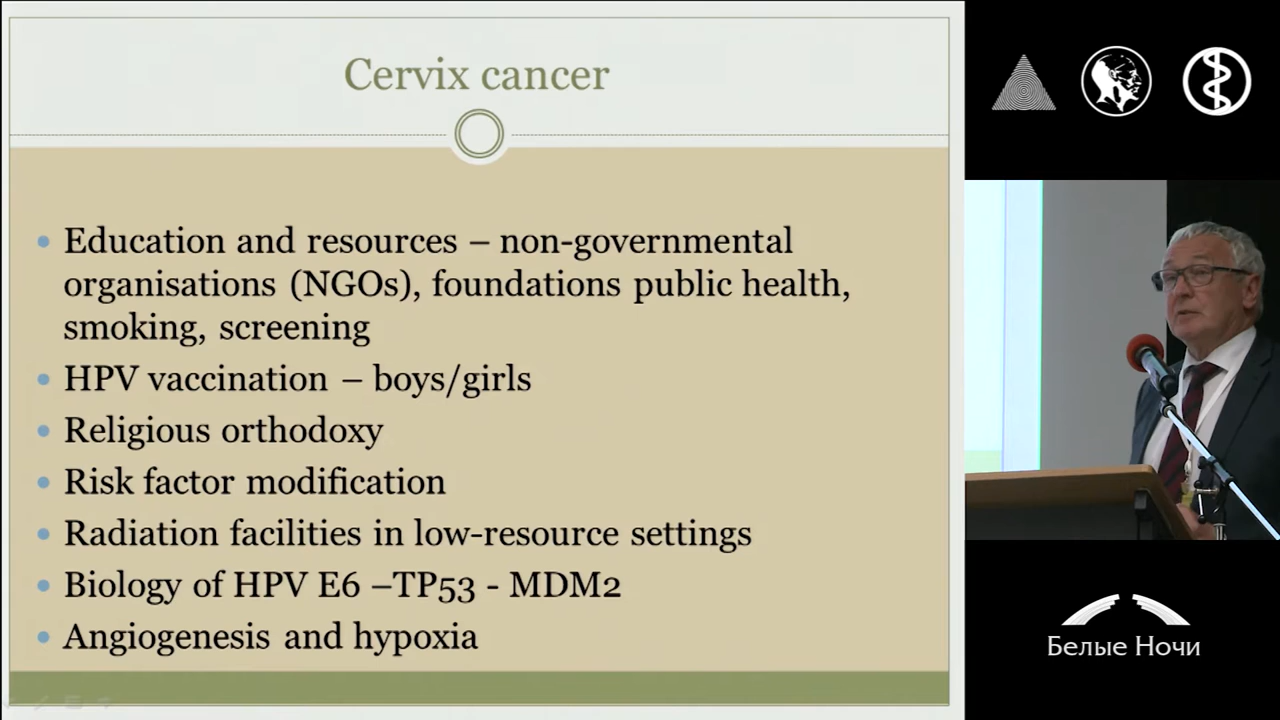 Cervix cancer
• Education and resources – non-governmental
organisations (NGOs), foundations public health,
smoking, screening
• HPV vaccination – boys/girls
• Religious orthodoxy
• Risk factor modification
• Radiation facilities in low-resource settings
• Biology of HPV E6 –TP53 - MDM2
• Angiogenesis and hypoxia
Белые Ночи